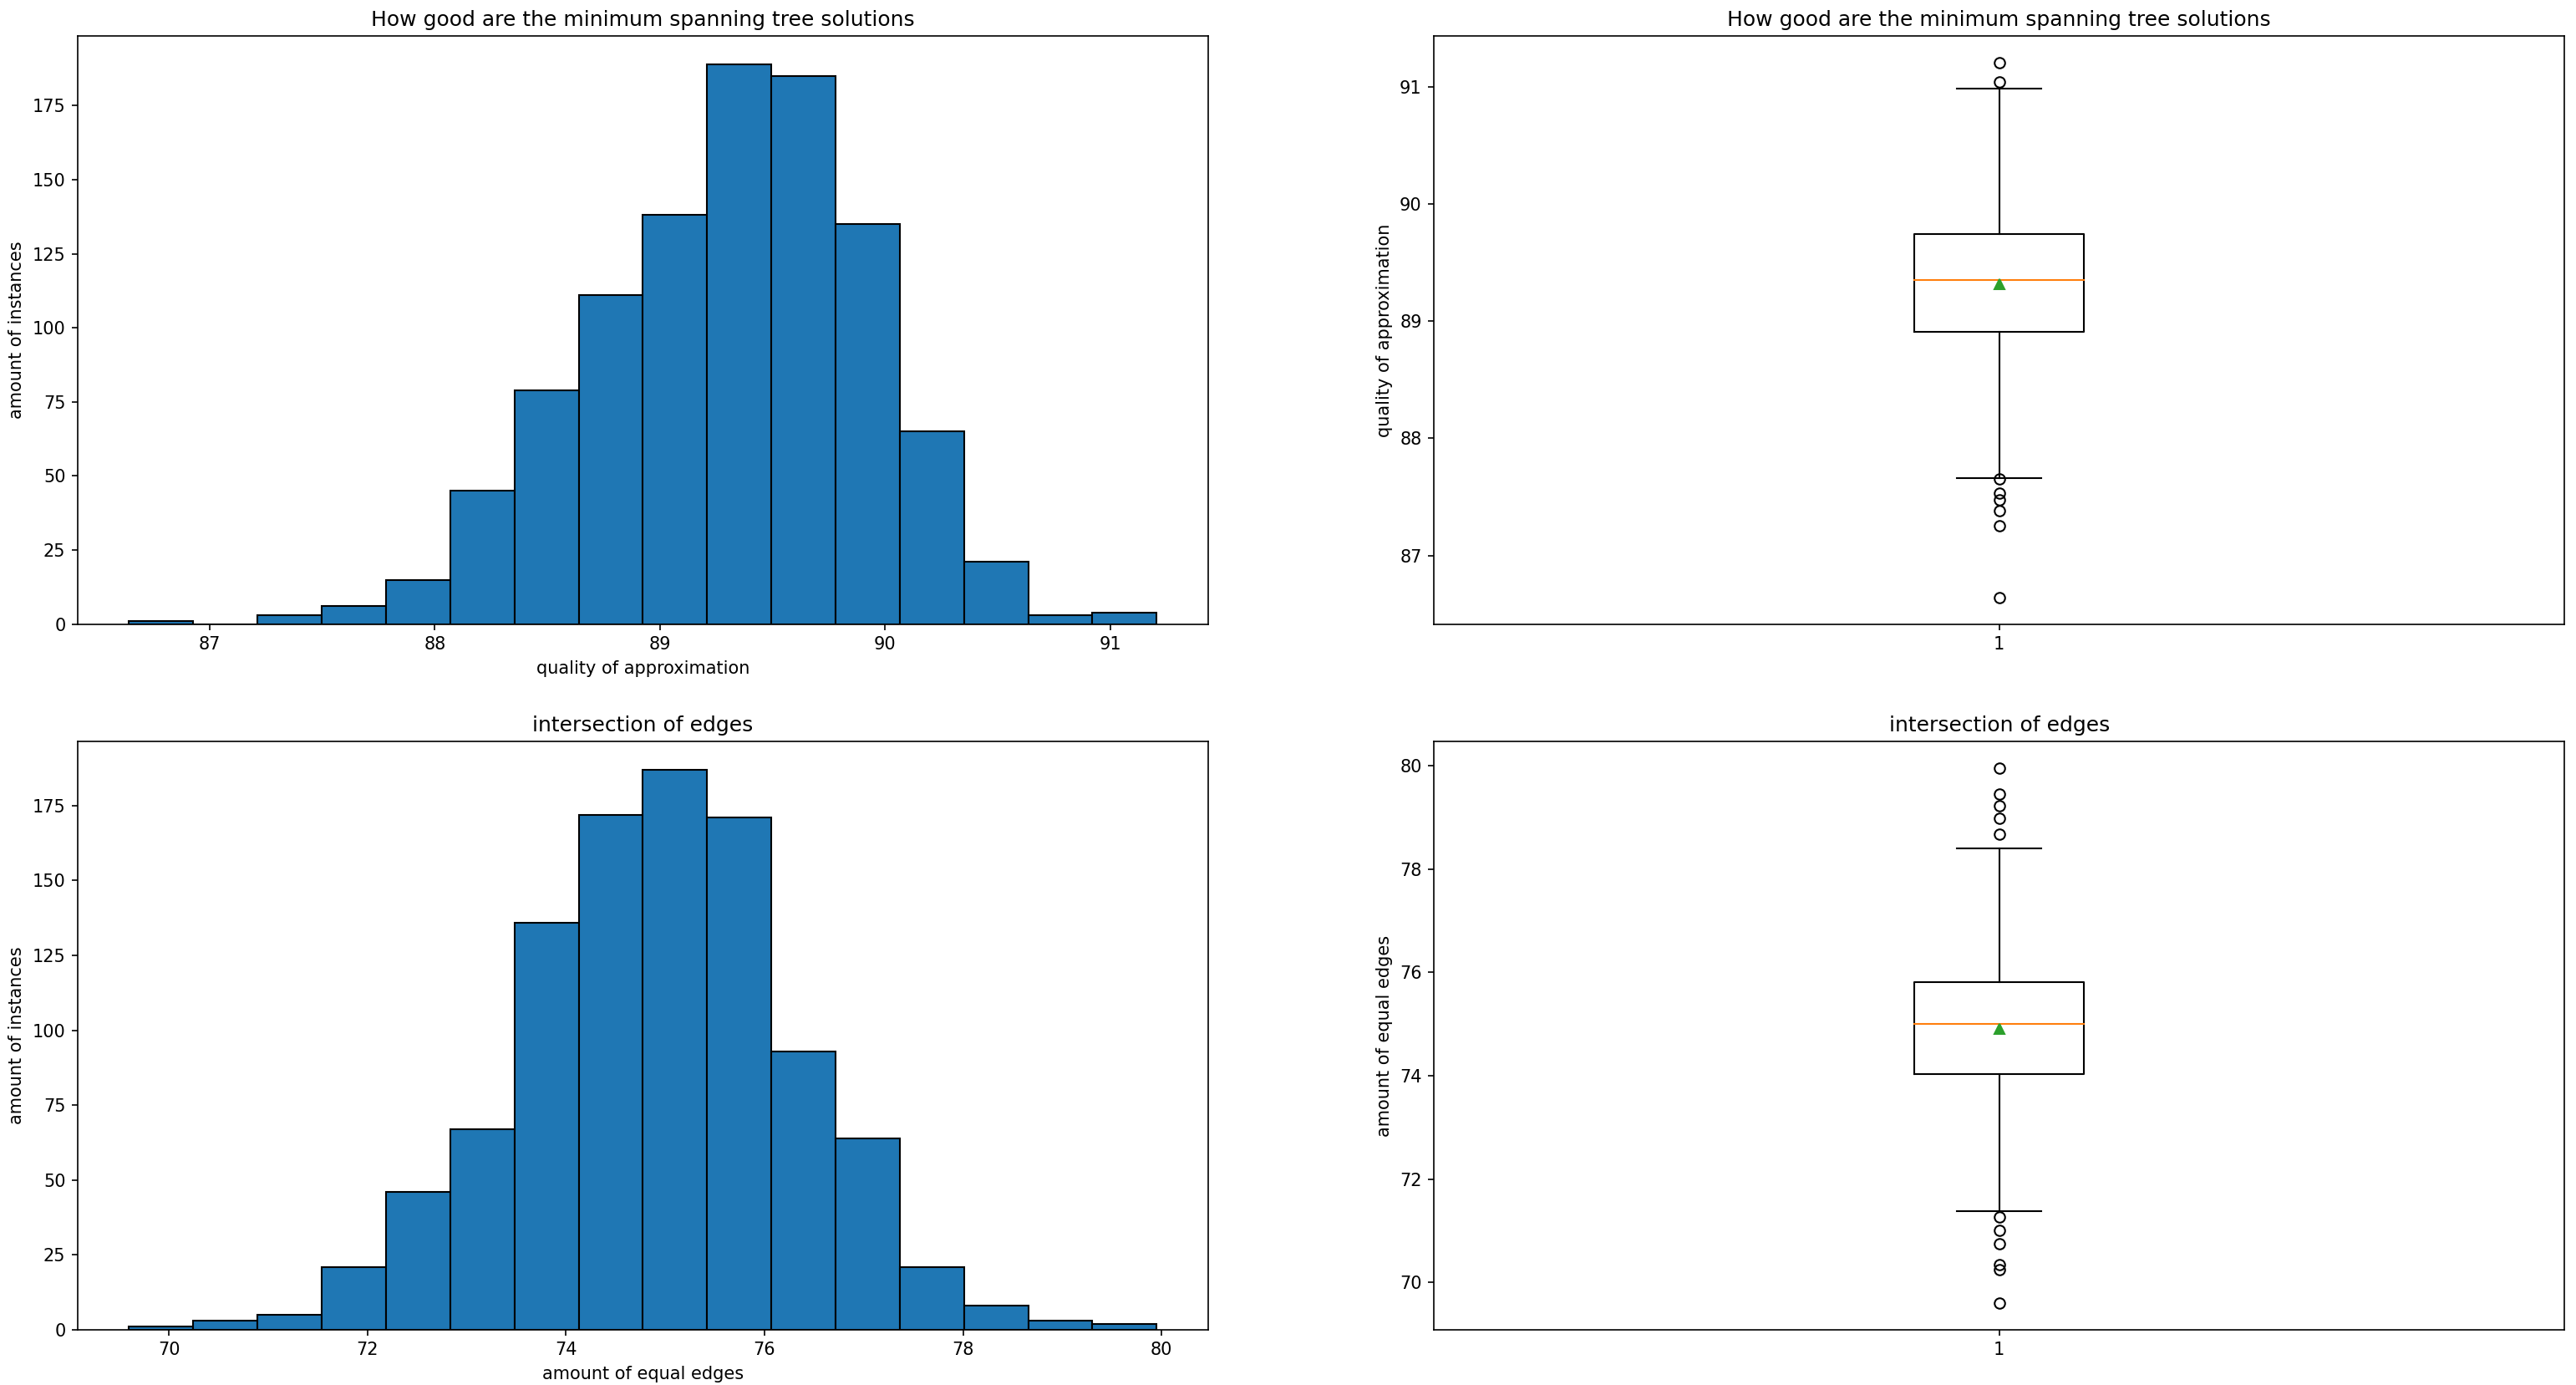 How good are the minimum spanning tree solutions
amount of instances
175
150
125
100
75
50
25
0
87 88 89 90 91
quality of approximation
How good are the minimum spanning tree solutions
quality of approximation
91
90
89
88
87
1
intersection of edges
amount of instances
175
150
125
100
75
50
25
0
70 72 74 76 78 80
amount of equal edges
intersection of edges
amount of equal edges
80
78
76
74
72
70
1